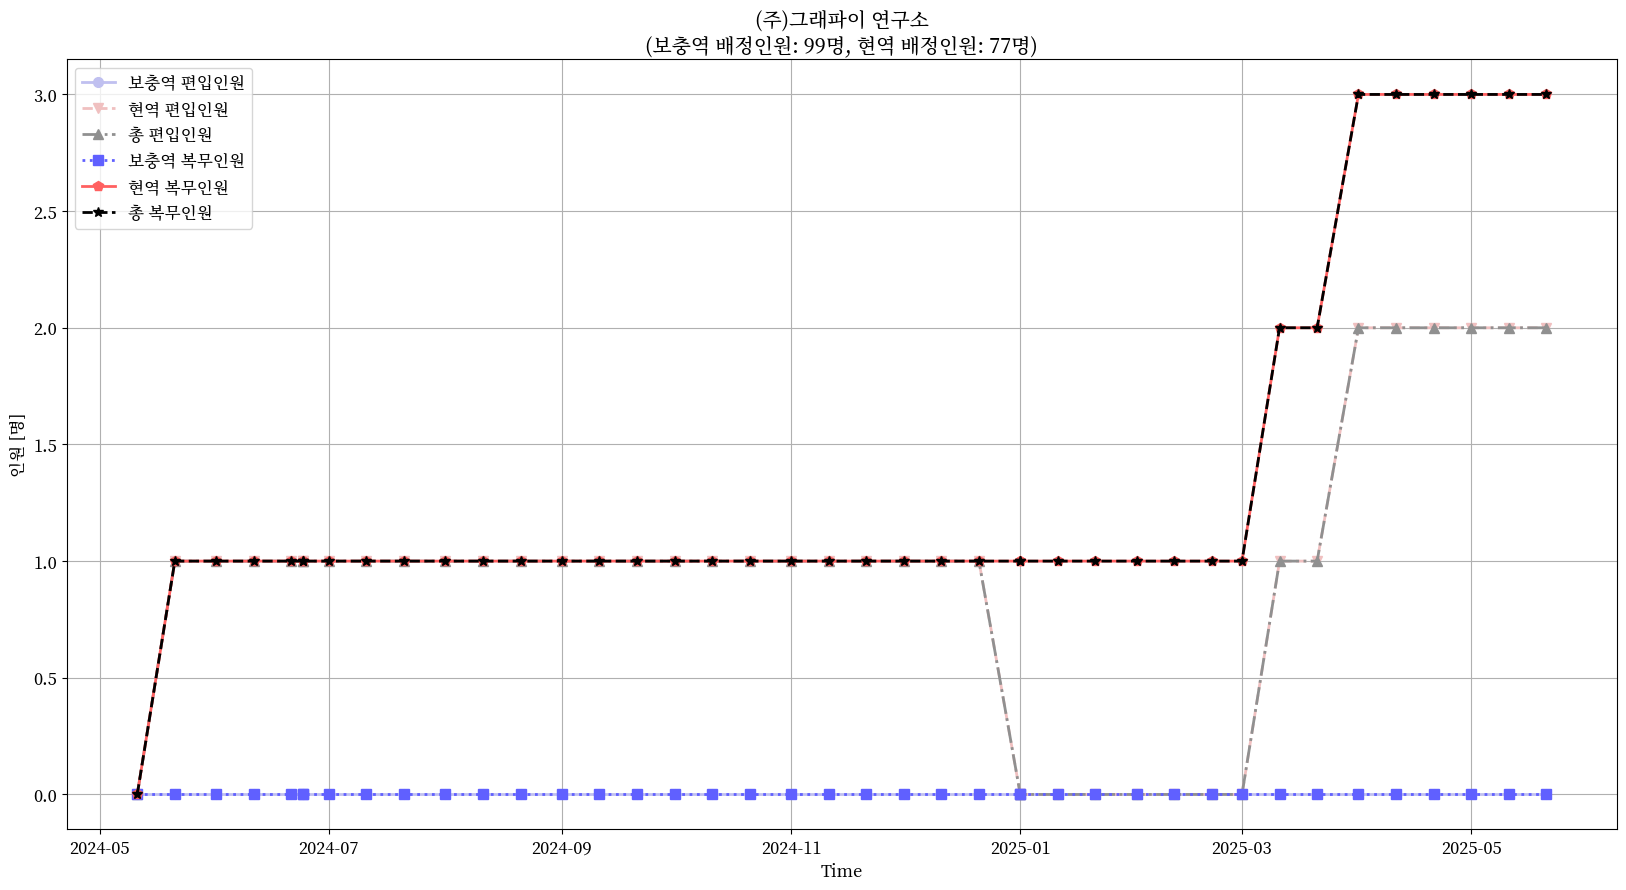 (주)그래파이 연구소
(보충역 배정인원: 99명, 현역 배정인원: 77명)
보충역 편입인원
현역 편입인원
총 편입인원
보충역 복무인원
현역 복무인원
총 복무인원
3.0
2.5
2.0
1.5
1.0
0.5
0.0
인원 [명]
2024-05 2024-07 2024-09 2024-11 2025-01 2025-03 2025-05
Time